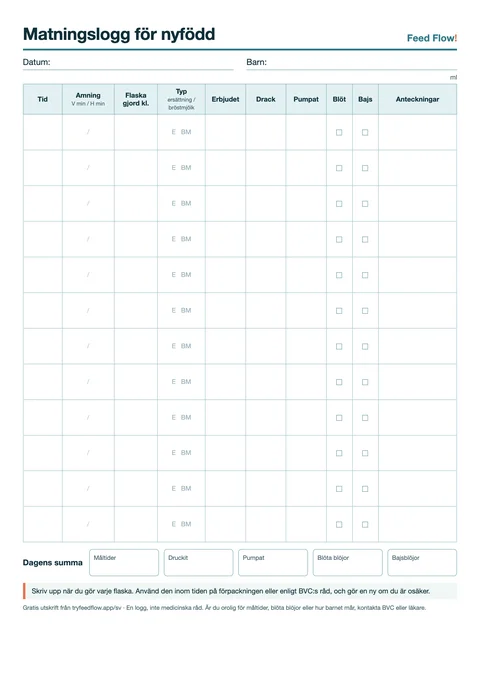 Matningslogg för nyfödd
Feed Flow!
Datum: Barn:
ml
Tid Amning V min / H min Flaska gjord kl. Typ ersättning / bröstmjölk Erbjudet Drack Pumpat Blöt Bajs Anteckningar
/ E BM
/ E BM
/ E BM
/ E BM
/ E BM
/ E BM
/ E BM
/ E BM
/ E BM
/ E BM
/ E BM
/ E BM
Dagens summa Måltider Druckit Pumpat Blöta blöjor Bajsblöjor
Skriv upp när du gör varje flaska. Använd den inom tiden på förpackningen eller enligt BVC:s råd, och gör en ny om du är osäker.
Gratis utskrift från tryfeedflow.app/sv · En logg, inte medicinska råd. Är du orolig för måltider, blöta blöjor eller hur barnet mår, kontakta BVC eller läkare.